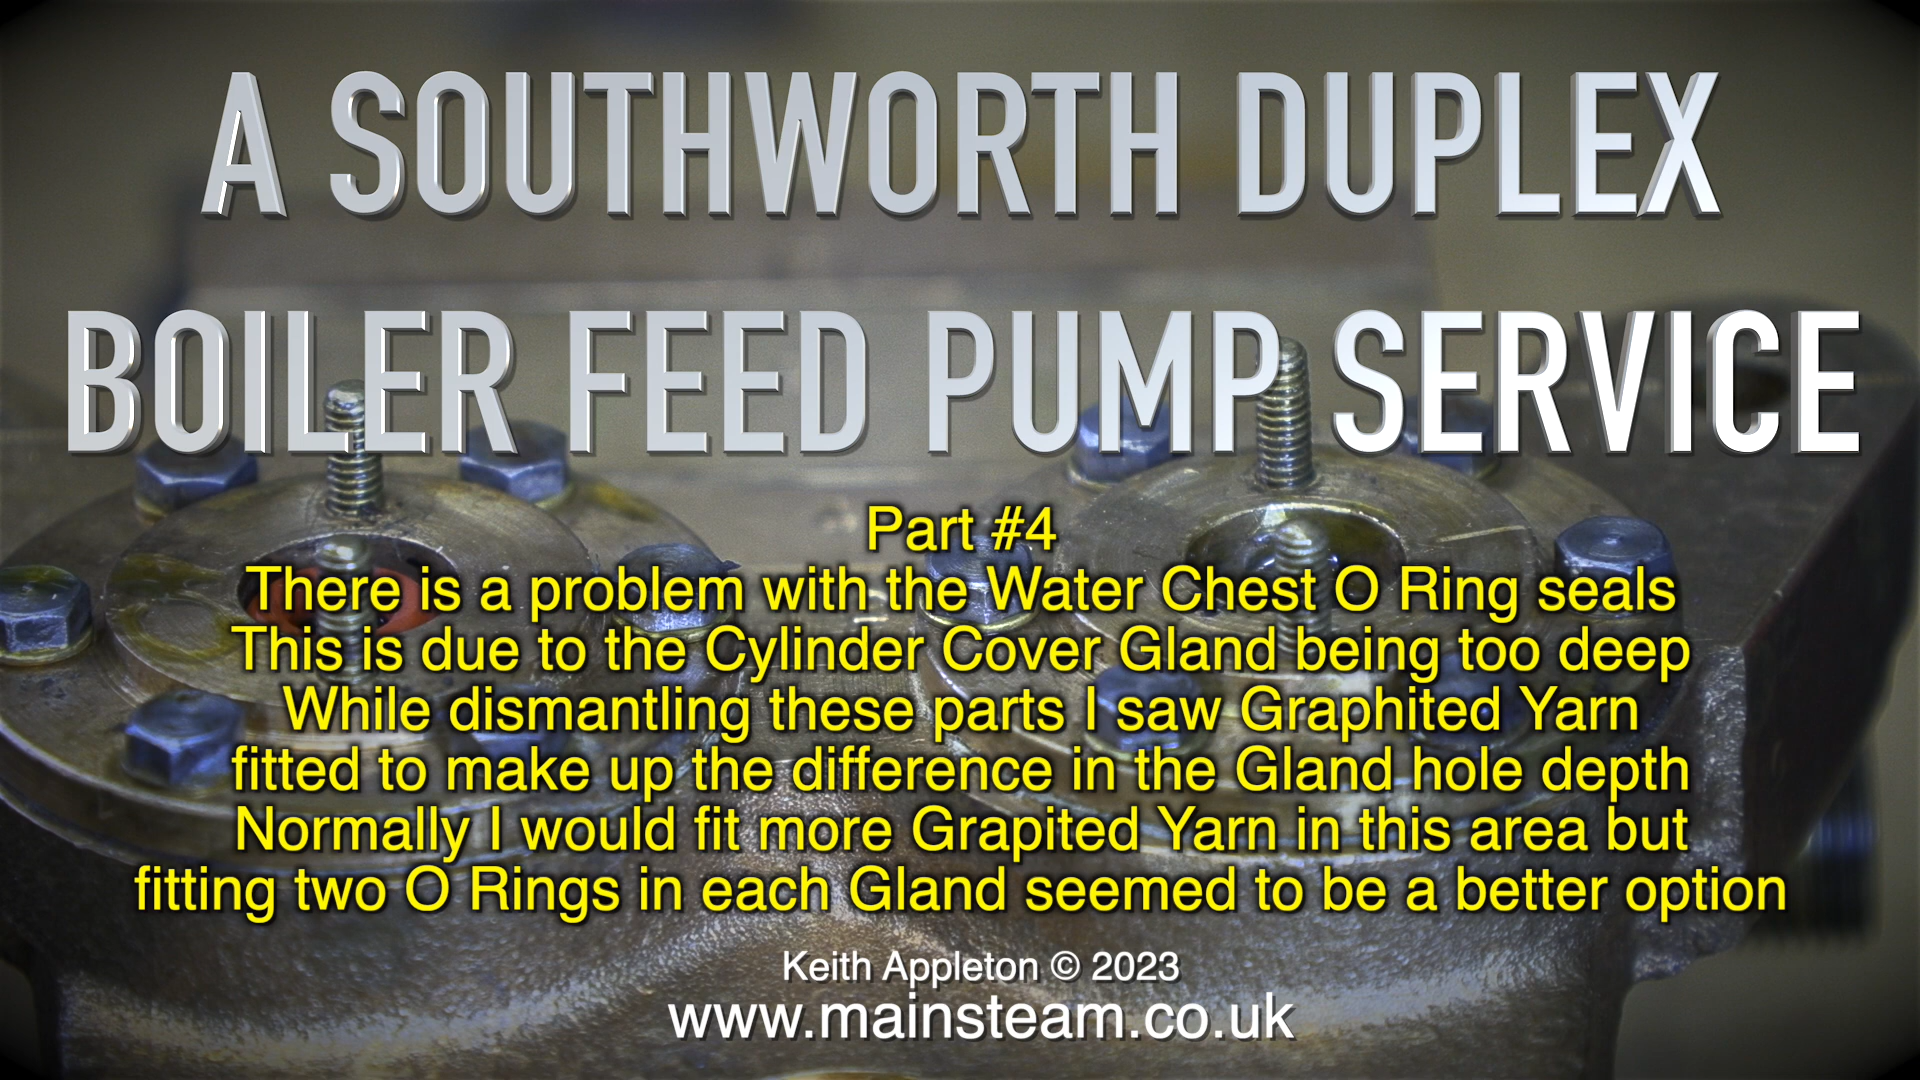 A SOUTHWORTH DUPLEX
BOILER FEED PUMP SERVICE
Part #4
There is a problem with the Water Chest O Ring seals
This is due to the Cylinder Cover Gland being too deep
While dismantling these parts I saw Graphited Yarn
fitted to make up the difference in the Gland hole depth
Normally I would fit more Grapited Yarn in this area but
fitting two O Rings in each Gland seemed to be a better option
Keith Appleton © 2023
www.mainsteam.co.uk